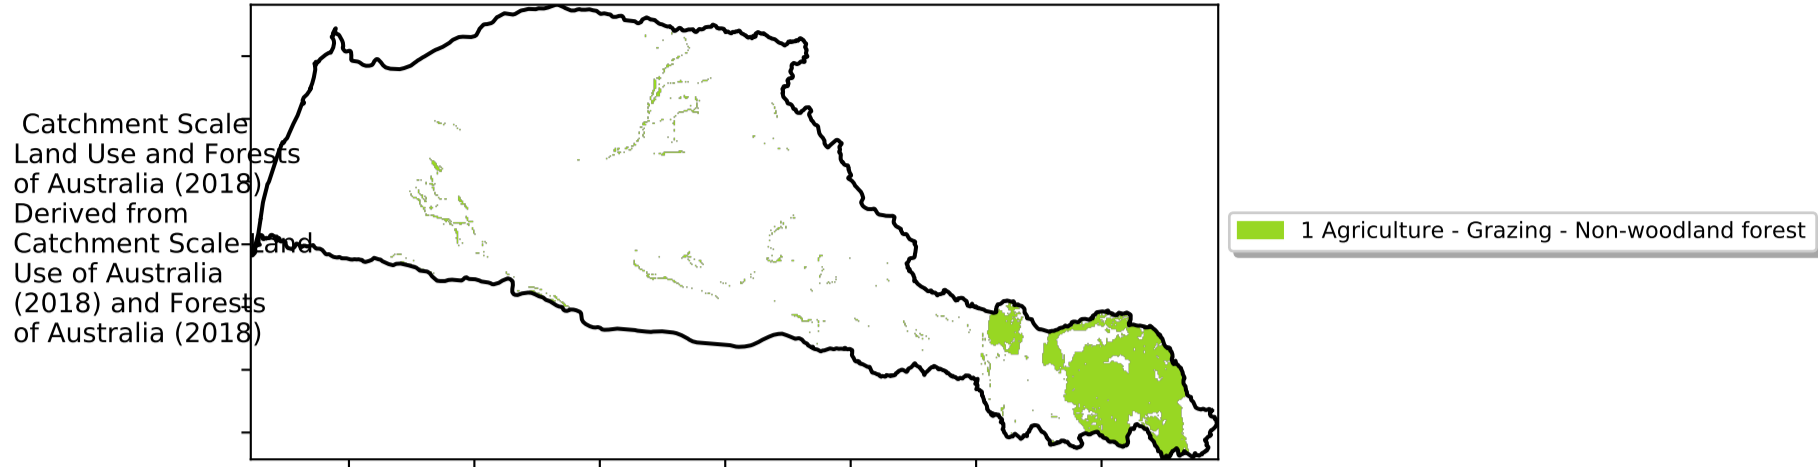 Catchment Scale
Land Use and Forests
of Australia (2018)
Derived from
Catchment Scale Land
Use of Australia
(2018) and Forests
of Australia (2018)
1 Agriculture - Grazing - Non-woodland forest